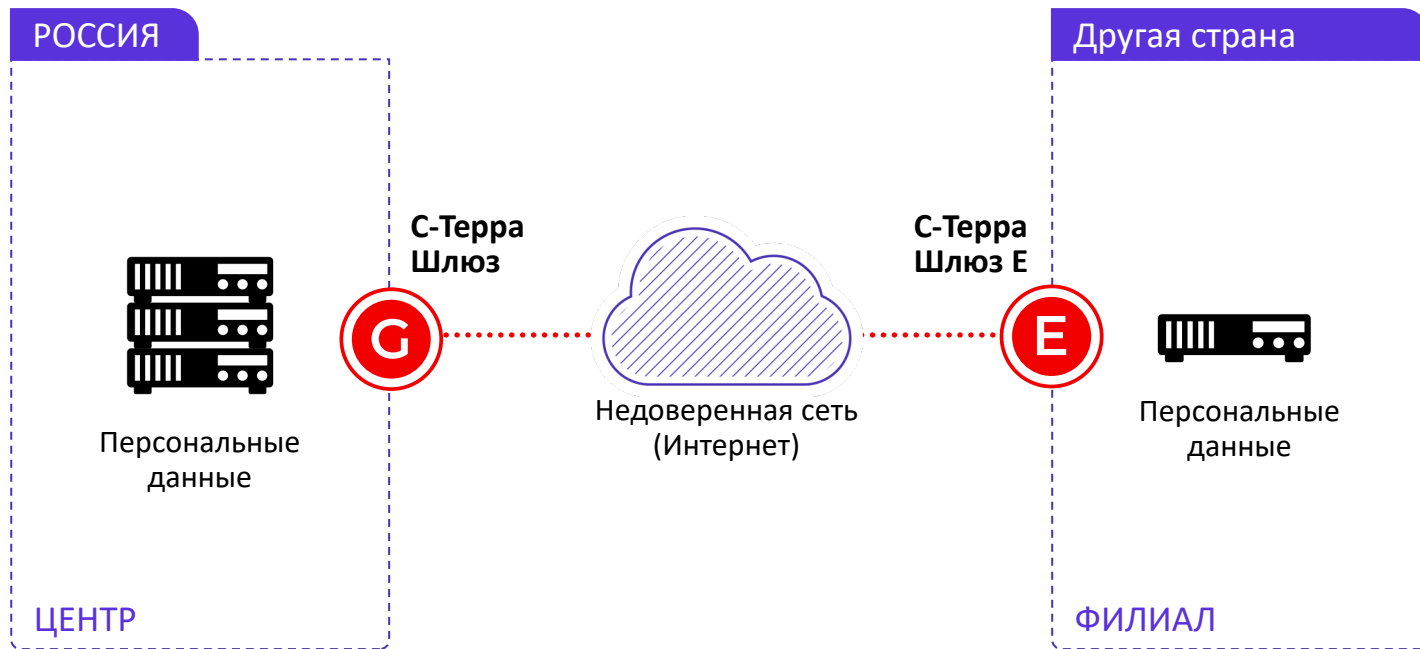 РОССИЯ
Другая страна
С-Терра
Шлюз
С-Терра
Шлюз Е
G
E
Недоверенная сеть
(Интернет)
Персональные
данные
Персональные
данные
ЦЕНТР
ФИЛИАЛ